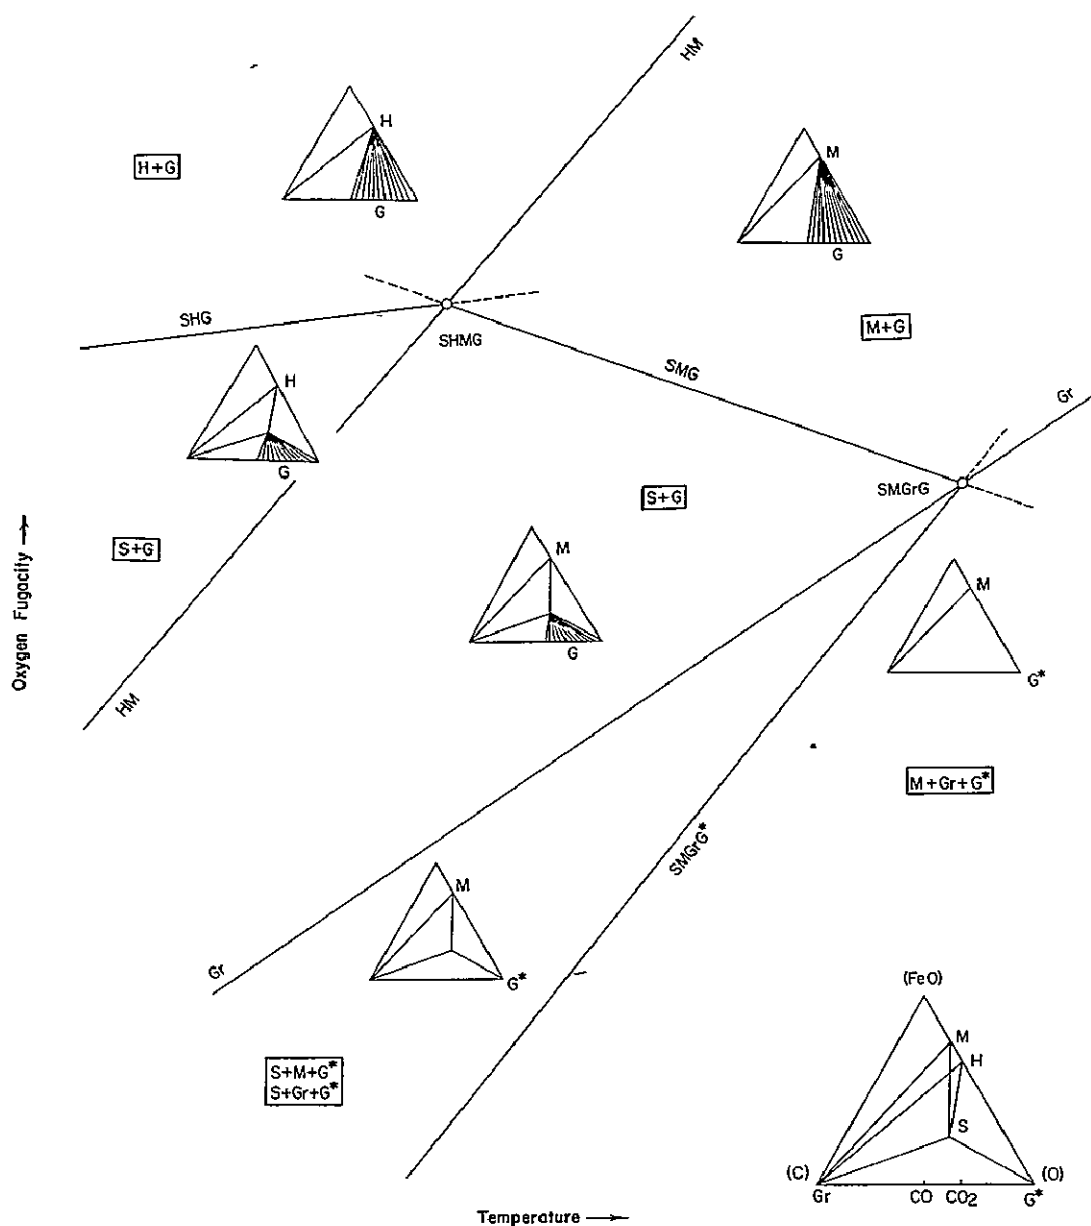 HM
H
H+G
G
M
G
SHG
SHMG
M+G
SMG
Gr
H
G
SMGrG
S+G
S+G
M
G
M
G*
HM
M+Gr+G*
SMGrG*
M
G*
Gr
S+M+G*
S+Gr+G*
(FeO)
M
H
S
(C)
(O)
Gr
CO
CO2
G*
Oxygen Fugacity →
Temperature →